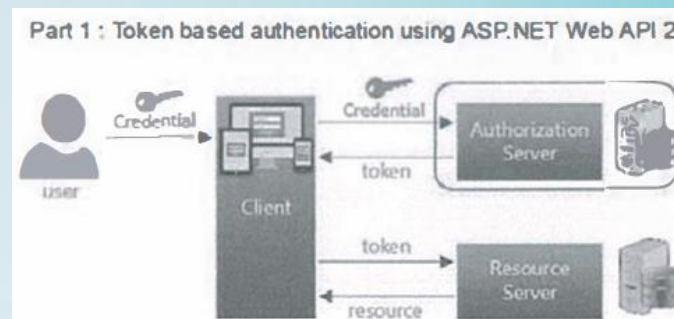 Part 1 : Token based authentication using ASP.NET Web API 2
Credential
user
Client
Credential
token
Authorization
Server
token
resource
Resource
Server